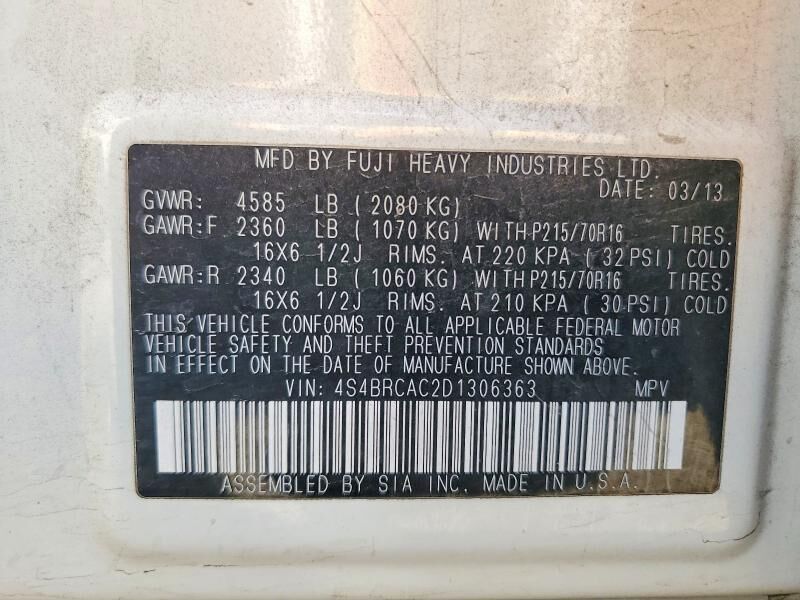 MFD BY FUJI HEAVY INDUSTRIES LTD.
DATE: 03/13
GVWR: 4585 LB ( 2080 KG)
GAWR:F 2360 LB ( 1070 KG) WITH P215/70R16 TIRES.
16X6 1/2J RIMS. AT 220 KPA ( 32 PSI) COLD
GAWR:R 2340 LB ( 1060 KG) WITH P215/70R16 TIRES.
16X6 1/2J RIMS. AT 210 KPA ( 30 PSI) COLD
THIS VEHICLE CONFORMS TO ALL APPLICABLE FEDERAL MOTOR
VEHICLE SAFETY AND THEFT PREVENTION STANDARDS
IN EFFECT ON THE DATE OF MANUFACTURE SHOWN ABOVE.
VIN: 4S4BRCAC2D1306363 MPV
ASSEMBLED BY SIA INC. MADE IN U.S.A.